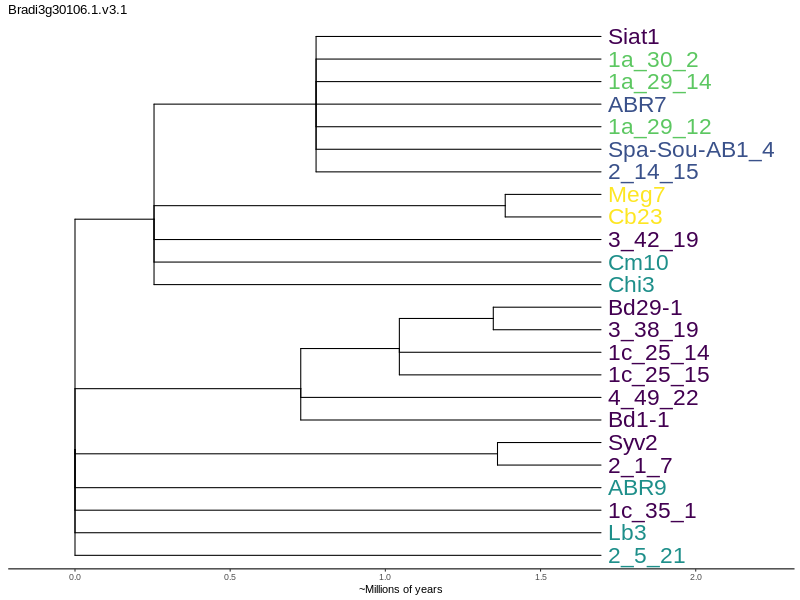 Bradi3g30106.1.v3.1
Siat1
1a_30_2
1a_29_14
ABR7
1a_29_12
Spa-Sou-AB1_4
2_14_15
Meg7
Cb23
3_42_19
Cm10
Chi3
Bd29-1
3_38_19
1c_25_14
1c_25_15
4_49_22
Bd1-1
Syv2
2_1_7
ABR9
1c_35_1
Lb3
2_5_21
0.0 0.5 1.0 1.5 2.0
~Millions of years